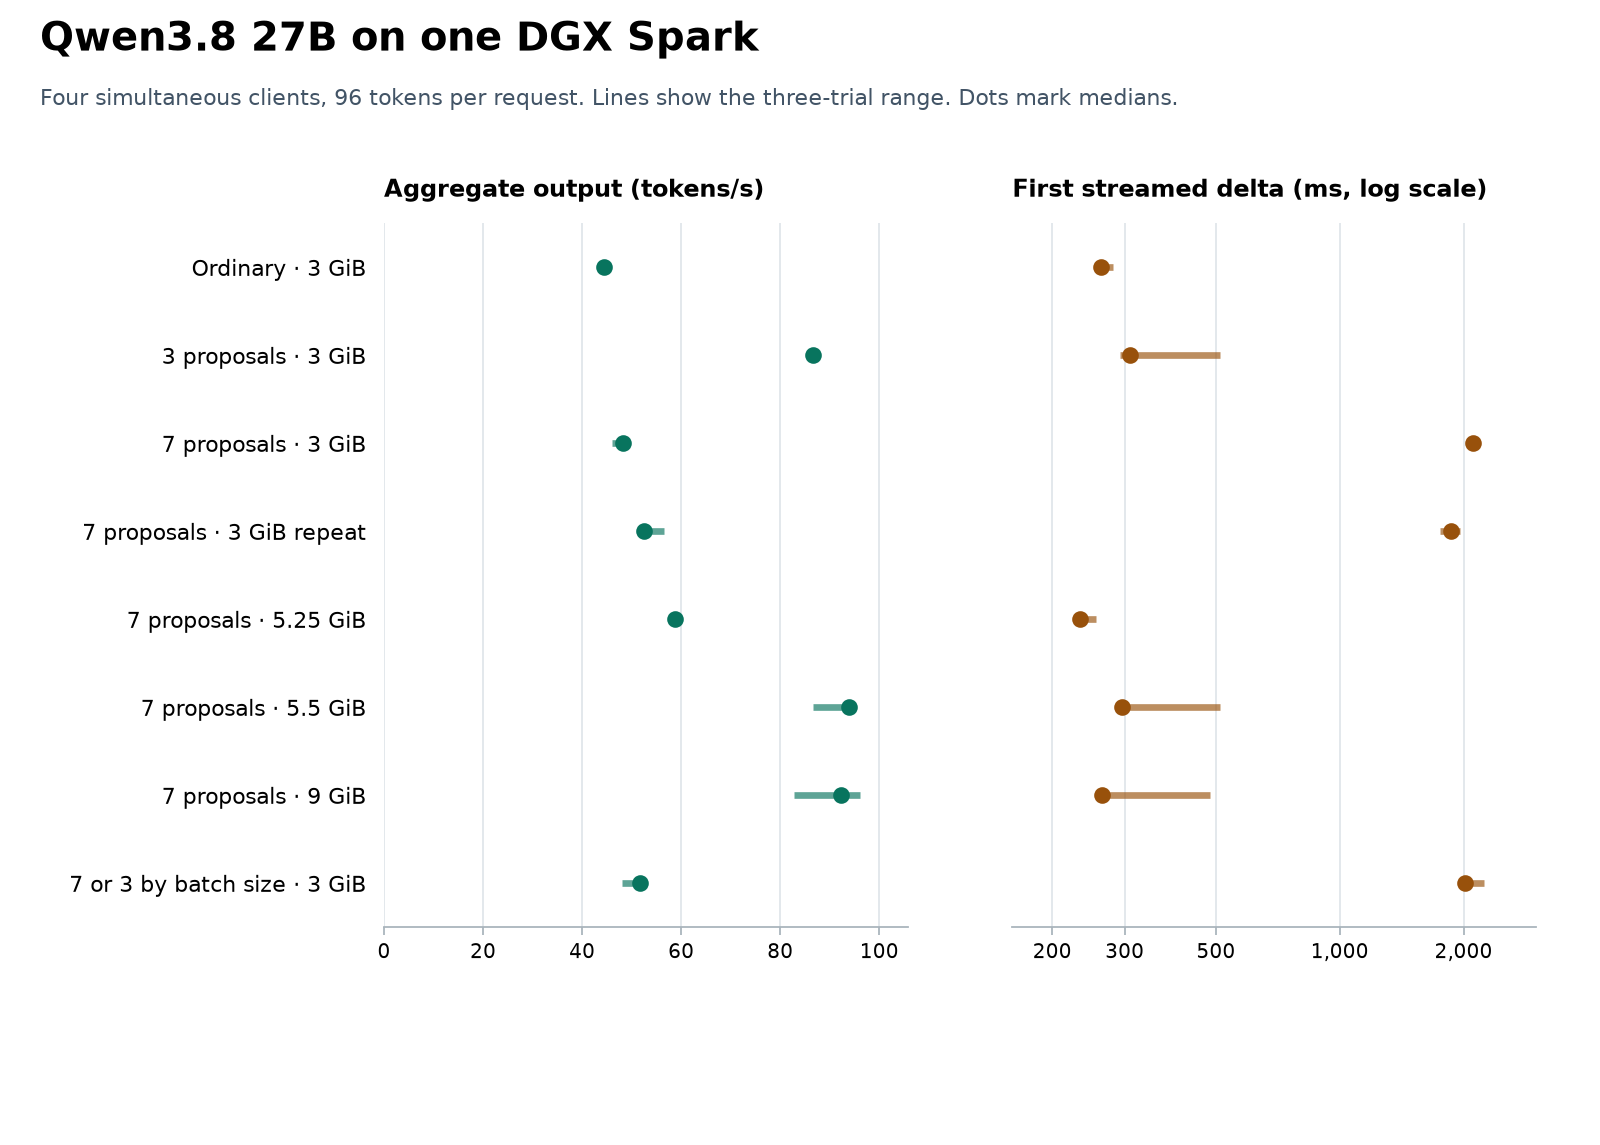 Qwen3.8 27B on one DGX Spark
Four simultaneous clients, 96 tokens per request. Lines show the three-trial range. Dots mark medians.
Aggregate output (tokens/s)
First streamed delta (ms, log scale)
Ordinary · 3 GiB
3 proposals · 3 GiB
7 proposals · 3 GiB
7 proposals · 3 GiB repeat
7 proposals · 5.25 GiB
7 proposals · 5.5 GiB
7 proposals · 9 GiB
7 or 3 by batch size · 3 GiB
0 20 40 60 80 100
200 300 500 1,000 2,000